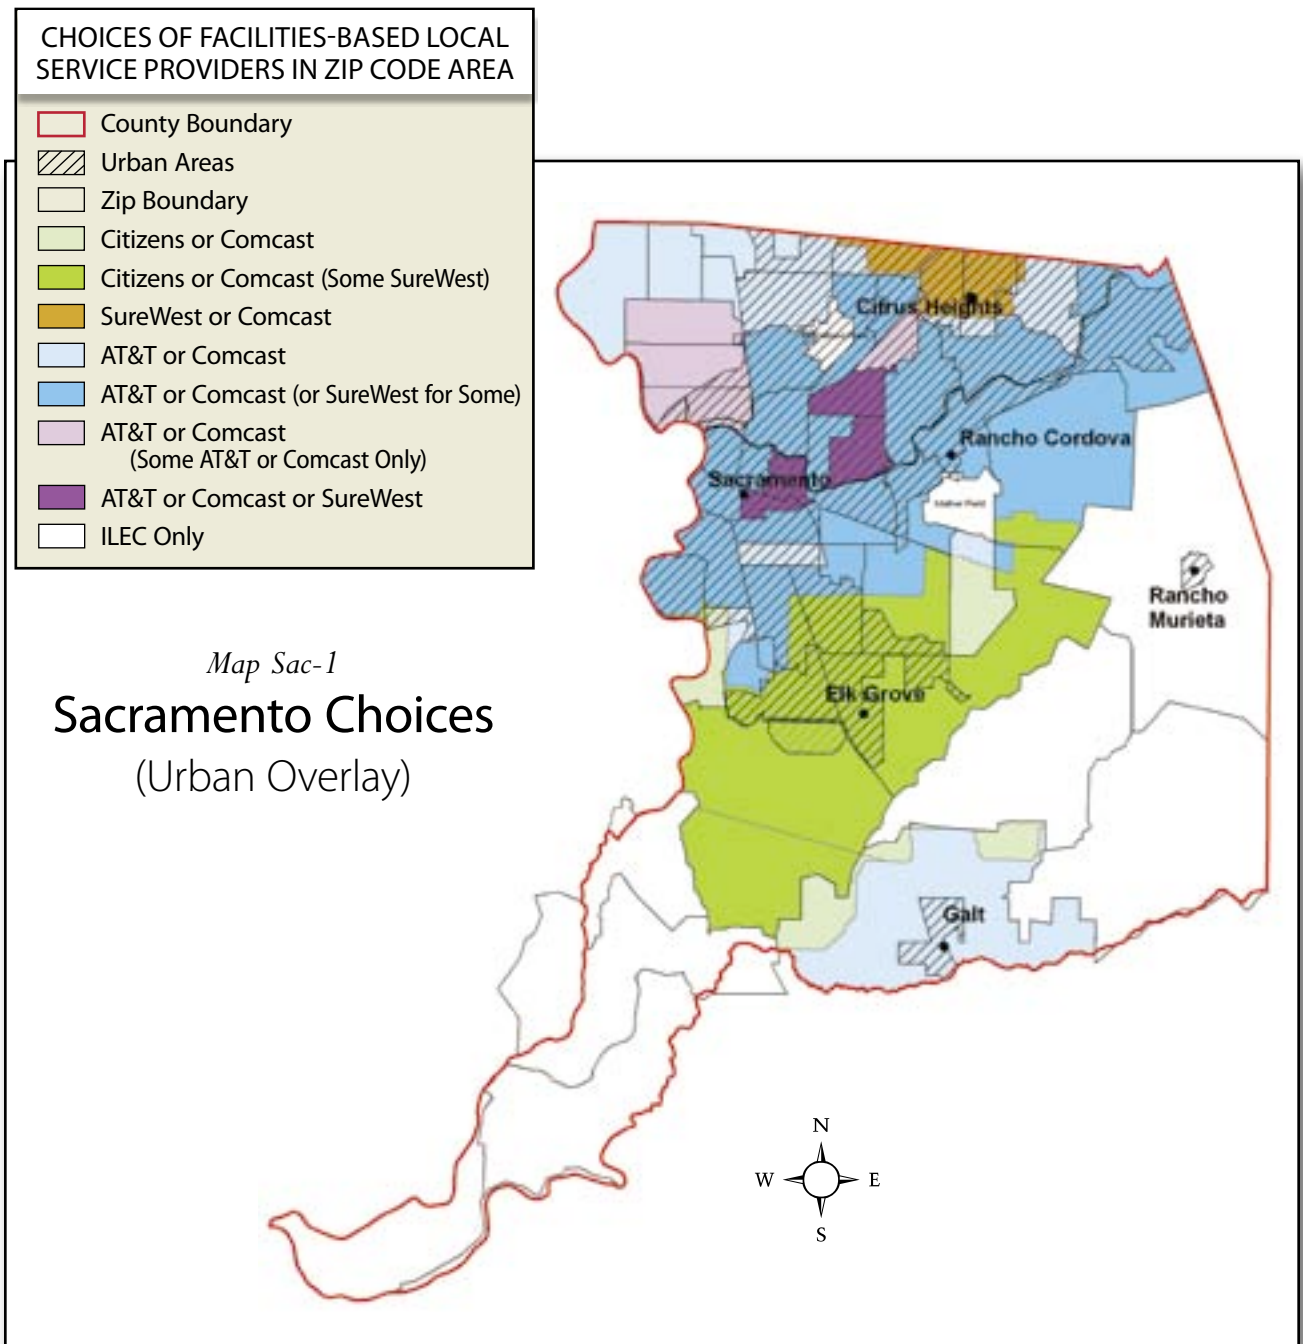 CHOICES OF FACILITIES-BASED LOCAL
SERVICE PROVIDERS IN ZIP CODE AREA
County Boundary
Urban Areas
Zip Boundary
Citizens or Comcast
Citizens or Comcast (Some SureWest)
SureWest or Comcast
AT&T or Comcast
AT&T or Comcast (or SureWest for Some)
AT&T or Comcast
(Some AT&T or Comcast Only)
AT&T or Comcast or SureWest
ILEC Only
Map Sac-1
Sacramento Choices
(Urban Overlay)
Citrus Heights
Rancho Cordova
Sacramento
Mather Field
Rancho
Murieta
Elk Grove
Galt
N
W
E
S